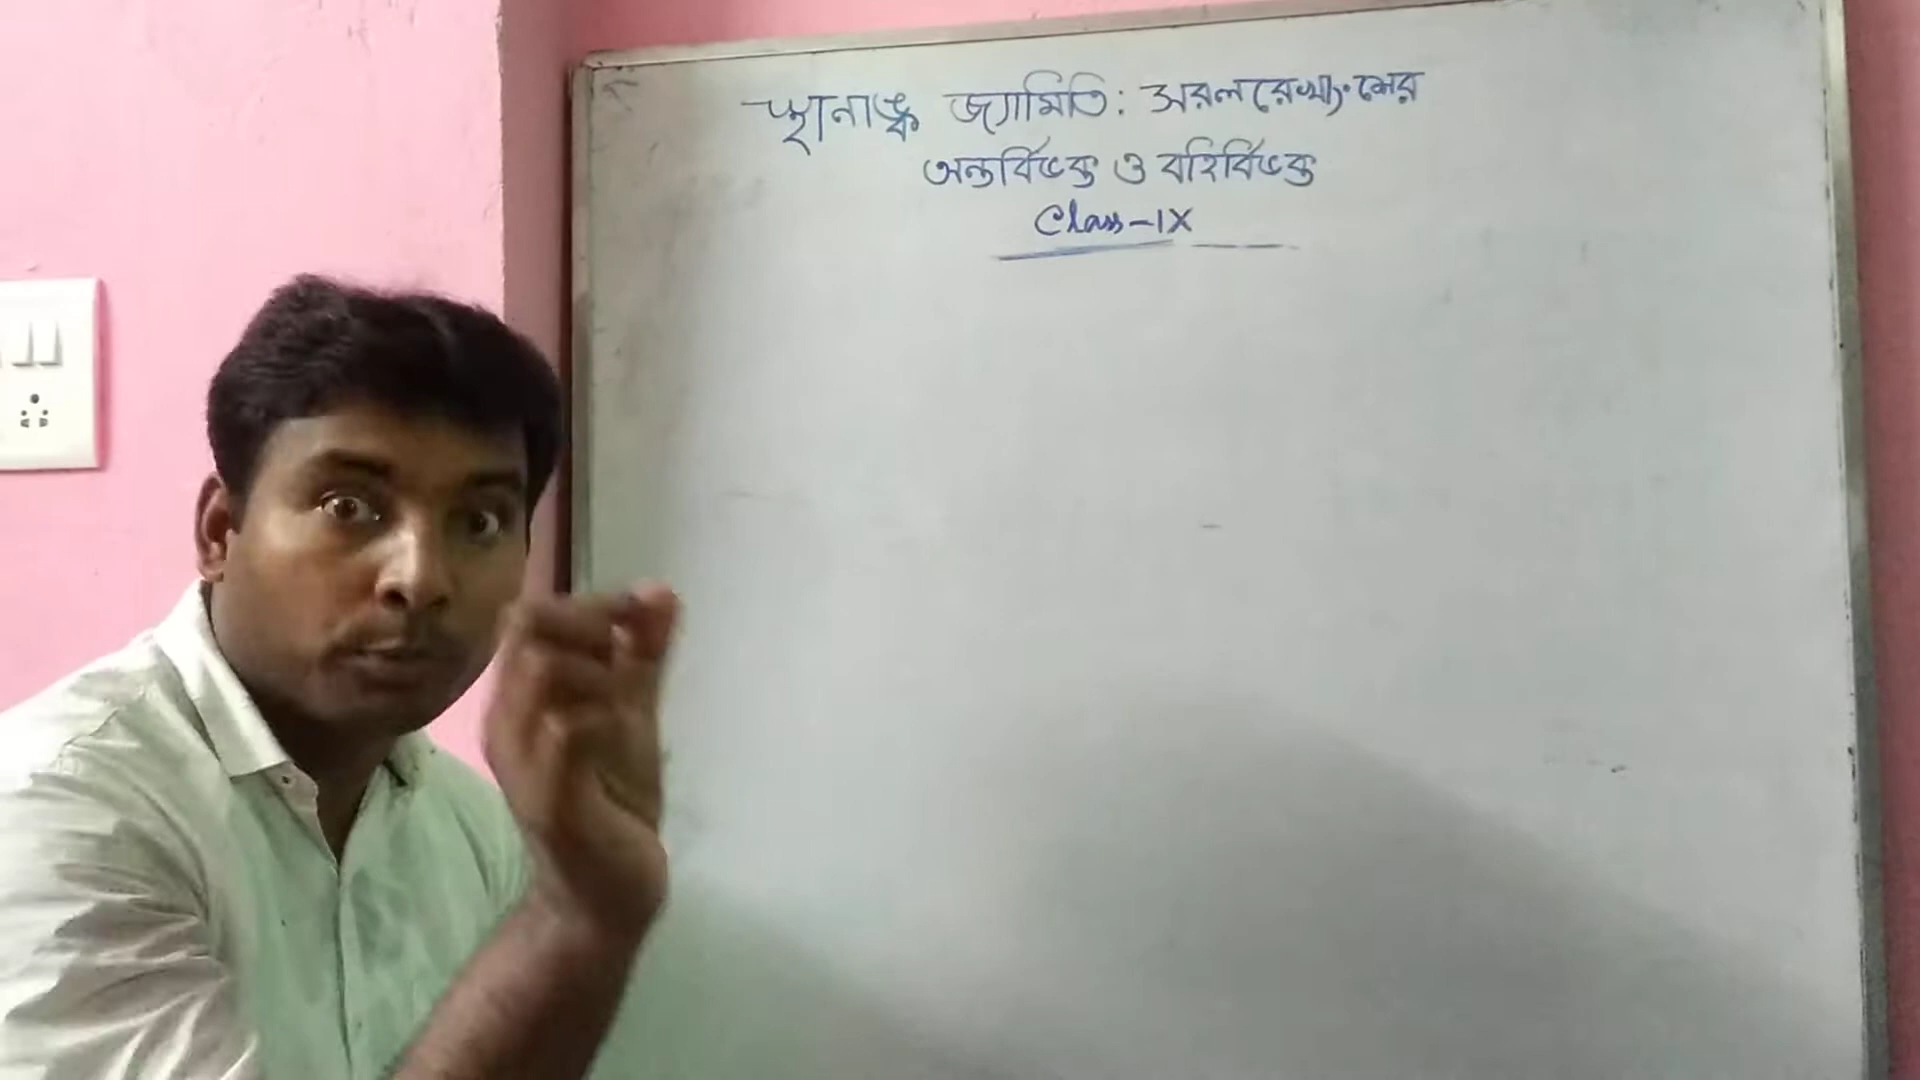 স্থানাঙ্ক জ্যামিতি: সরলরেখাংশের
অন্তর্বিভক্ত ও বহির্বিভক্ত
Class-IX